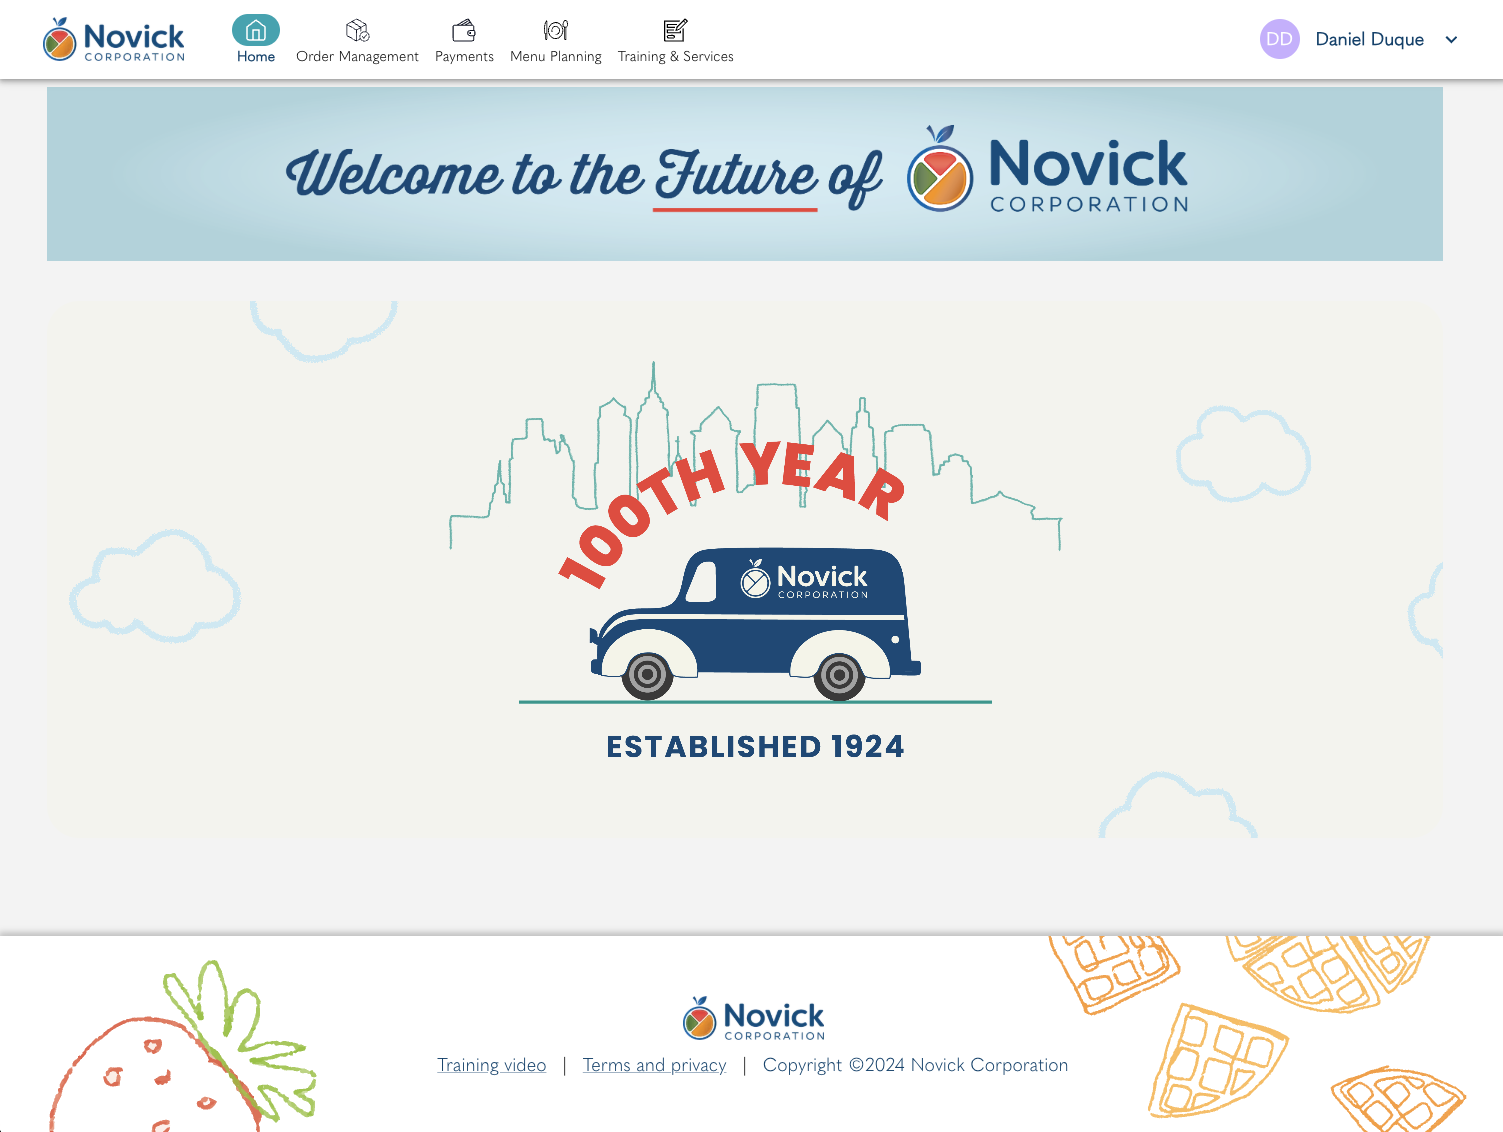 Novick
CORPORATION
Home
Order Management
Payments
Menu Planning
Training & Services
DD
Daniel Duque
Welcome to the Future of
Novick
CORPORATION
100TH YEAR
Novick
CORPORATION
ESTABLISHED 1924
Novick
CORPORATION
Training video | Terms and privacy | Copyright ©2024 Novick Corporation